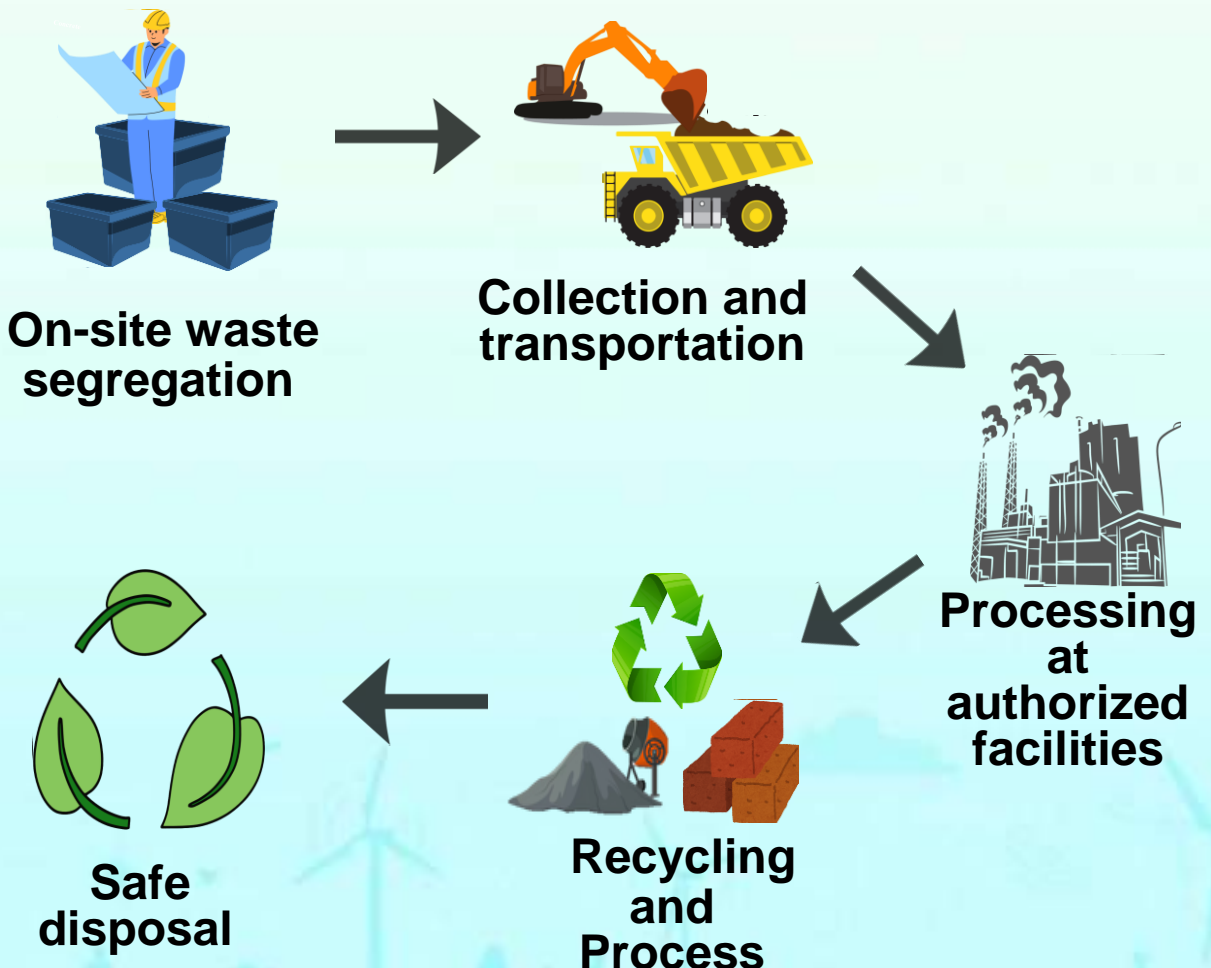 On-site waste
segregation
Collection and
transportation
Processing
at
authorized
facilities
Recycling
and
Process
Safe
disposal